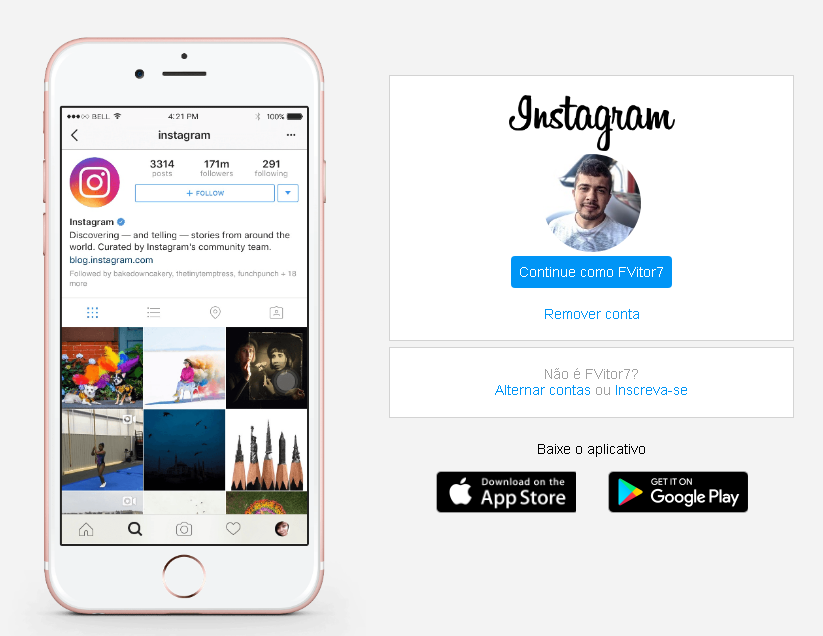 BELL 4:21 PM 100%
instagram
3314 171m 291
posts followers following
+ FOLLOW
Instagram
Discovering — and telling — stories from around the
world. Curated by Instagram's community team.
blog.instagram.com
Followed by bakedowncakery, thetinytemptress, funchpunch + 18
more
Instagram
Continue como FVitor7
Remover conta
Não é FVitor7?
Alternar contas ou Inscreva-se
Baixe o aplicativo
Download on the
App Store
GET IT ON
Google Play